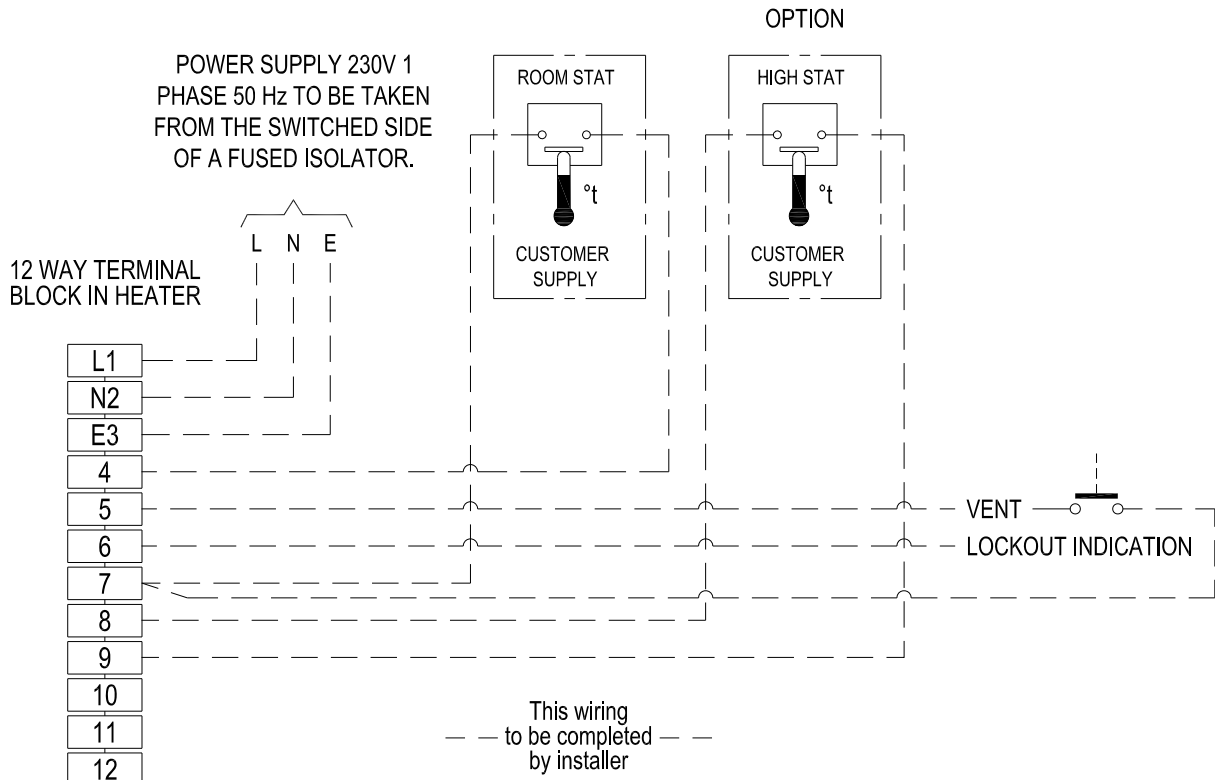 OPTION
POWER SUPPLY 230V 1
PHASE 50 Hz TO BE TAKEN
FROM THE SWITCHED SIDE
OF A FUSED ISOLATOR.
ROOM STAT
°t
CUSTOMER
SUPPLY
HIGH STAT
°t
CUSTOMER
SUPPLY
L N E
12 WAY TERMINAL
BLOCK IN HEATER
L1
N2
E3
4
5
6
7
8
9
10
11
12
VENT
LOCKOUT INDICATION
This wiring
to be completed
by installer